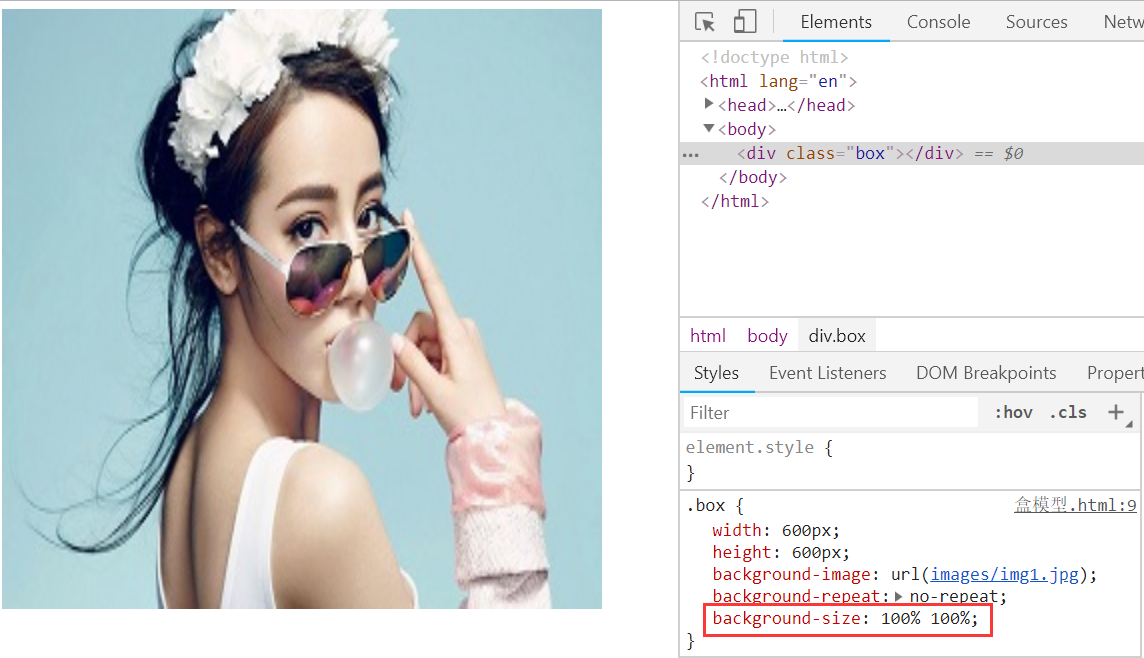 Elements Console Sources Netw
<!doctype html>
<html lang="en">
<head>…</head>
<body>
<div class="box"></div> == $0
</body>
</html>
html body div.box
Styles Event Listeners DOM Breakpoints Propert
Filter :hov .cls +
element.style {
}
.box { 盒模型.html:9
width: 600px;
height: 600px;
background-image: url(images/img1.jpg);
background-repeat: no-repeat;
background-size: 100% 100%;
}